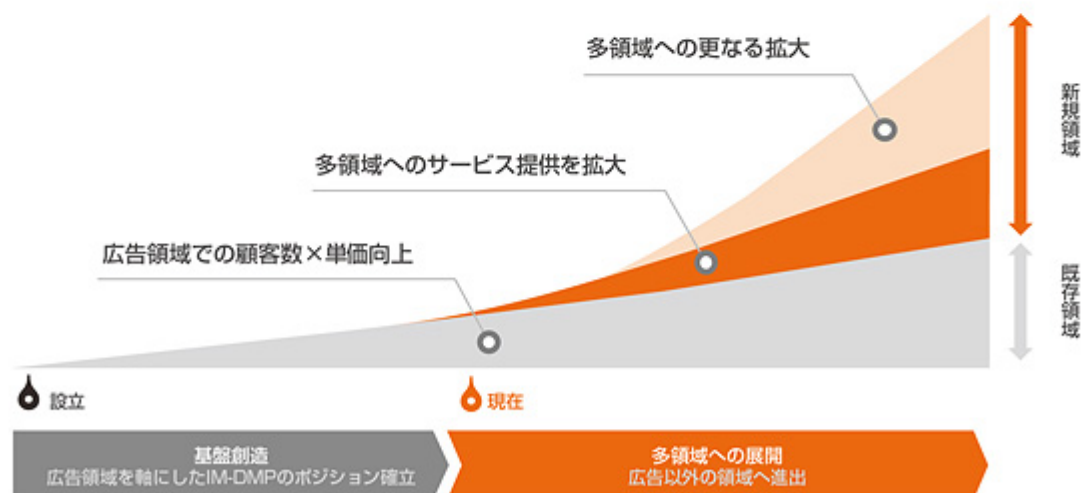 多領域への更なる拡大
多領域へのサービス提供を拡大
広告領域での顧客数×単価向上
新規領域
既存領域
設立
現在
基盤創造
広告領域を軸にしたIM-DMPのポジション確立
多領域への展開
広告以外の領域へ進出